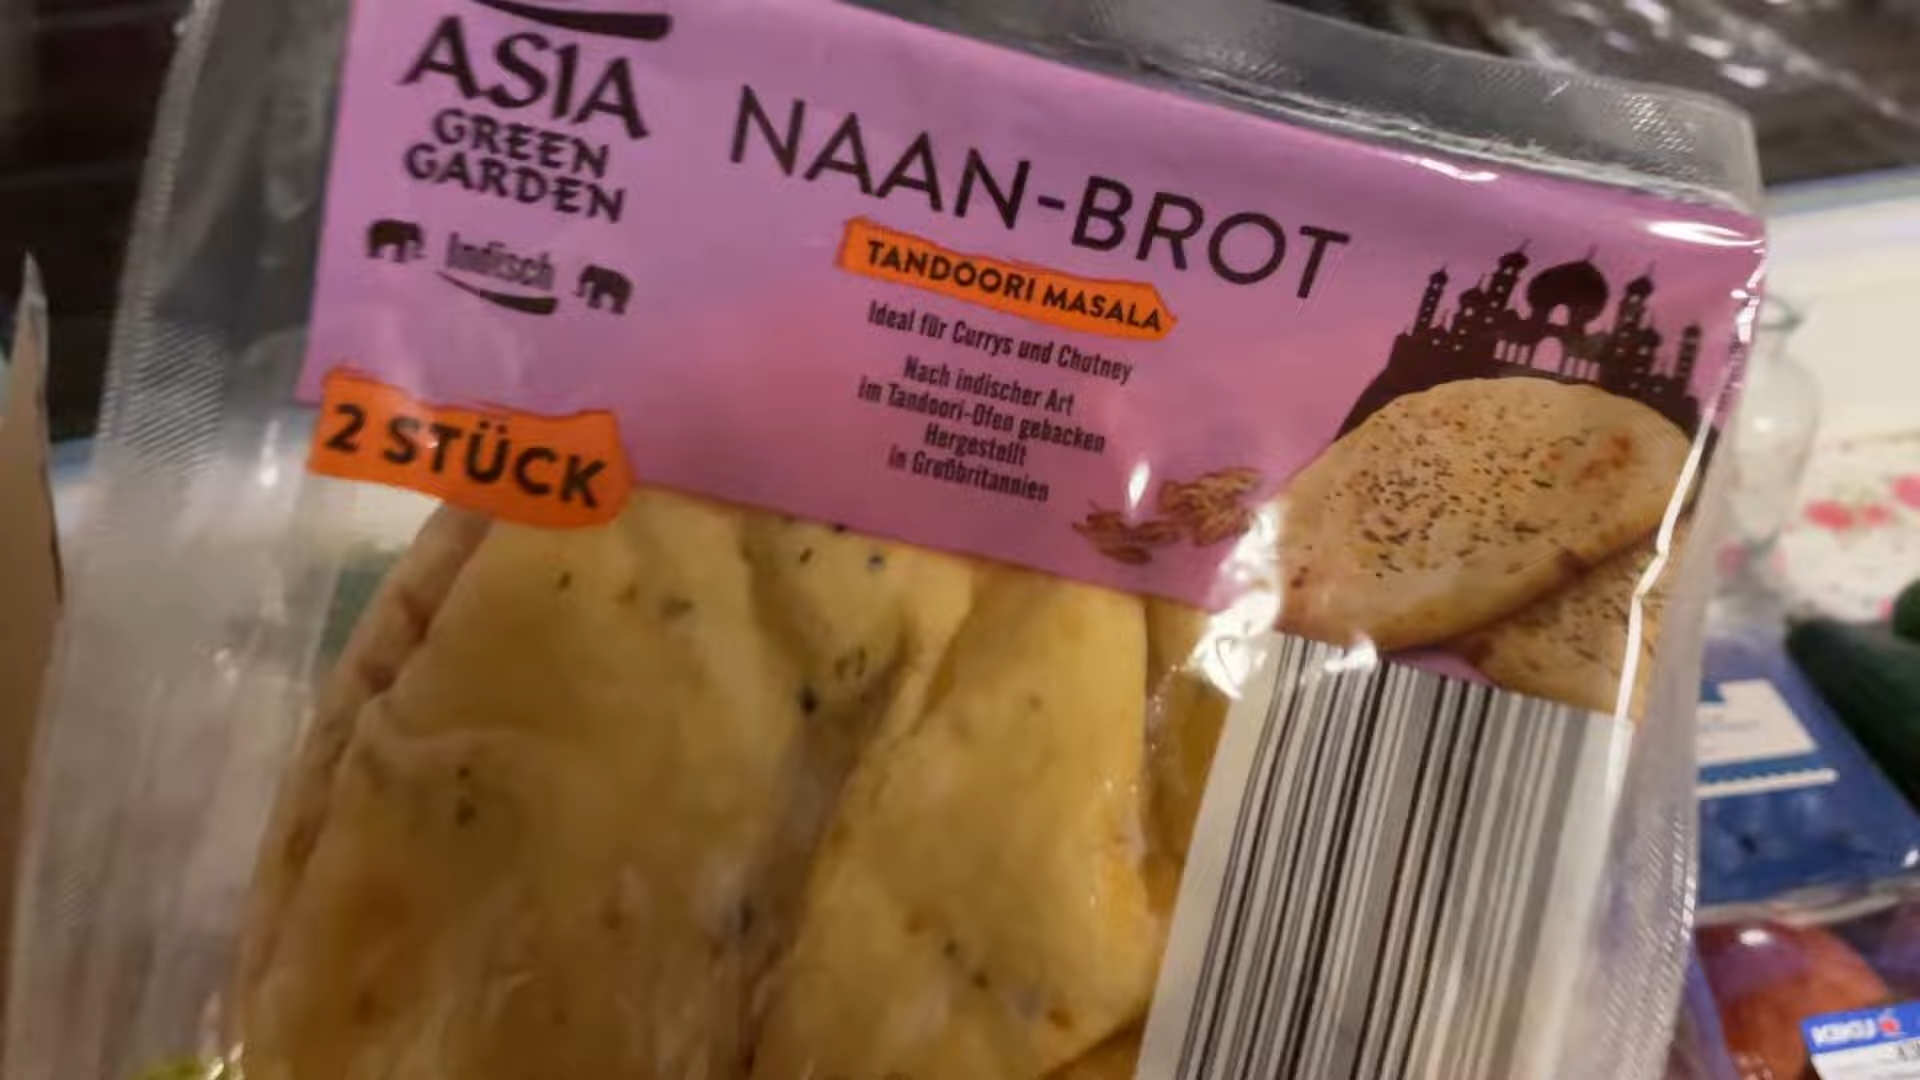 ASIA
GREEN
GARDEN
Indisch
NAAN-BROT
TANDOORI MASALA
Ideal für Currys und Chutney
Nach indischer Art
im Tandoori-Ofen gebacken
Hergestellt
in Großbritannien
2 STÜCK